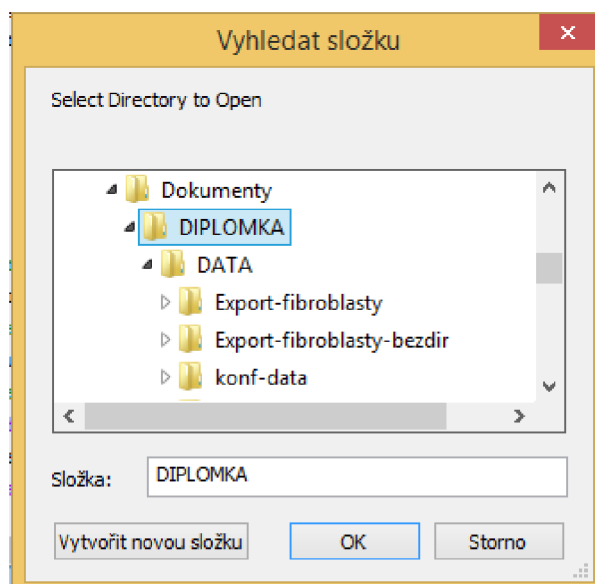 Vyhledat složku
Select Directory to Open
Dokumenty
DIPLOMKA
DATA
Export-fibroblasty
Export-fibroblasty-bezdir
konf-data
Složka: DIPLOMKA
Vytvořit novou složku OK Storno